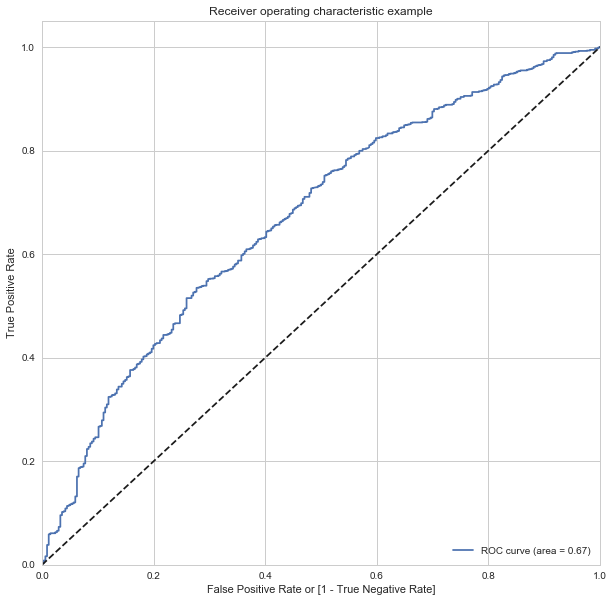 Receiver operating characteristic example
1.0
0.8
0.6
0.4
0.2
0.0
True Positive Rate
0.0 0.2 0.4 0.6 0.8 1.0
False Positive Rate or [1 - True Negative Rate]
ROC curve (area = 0.67)